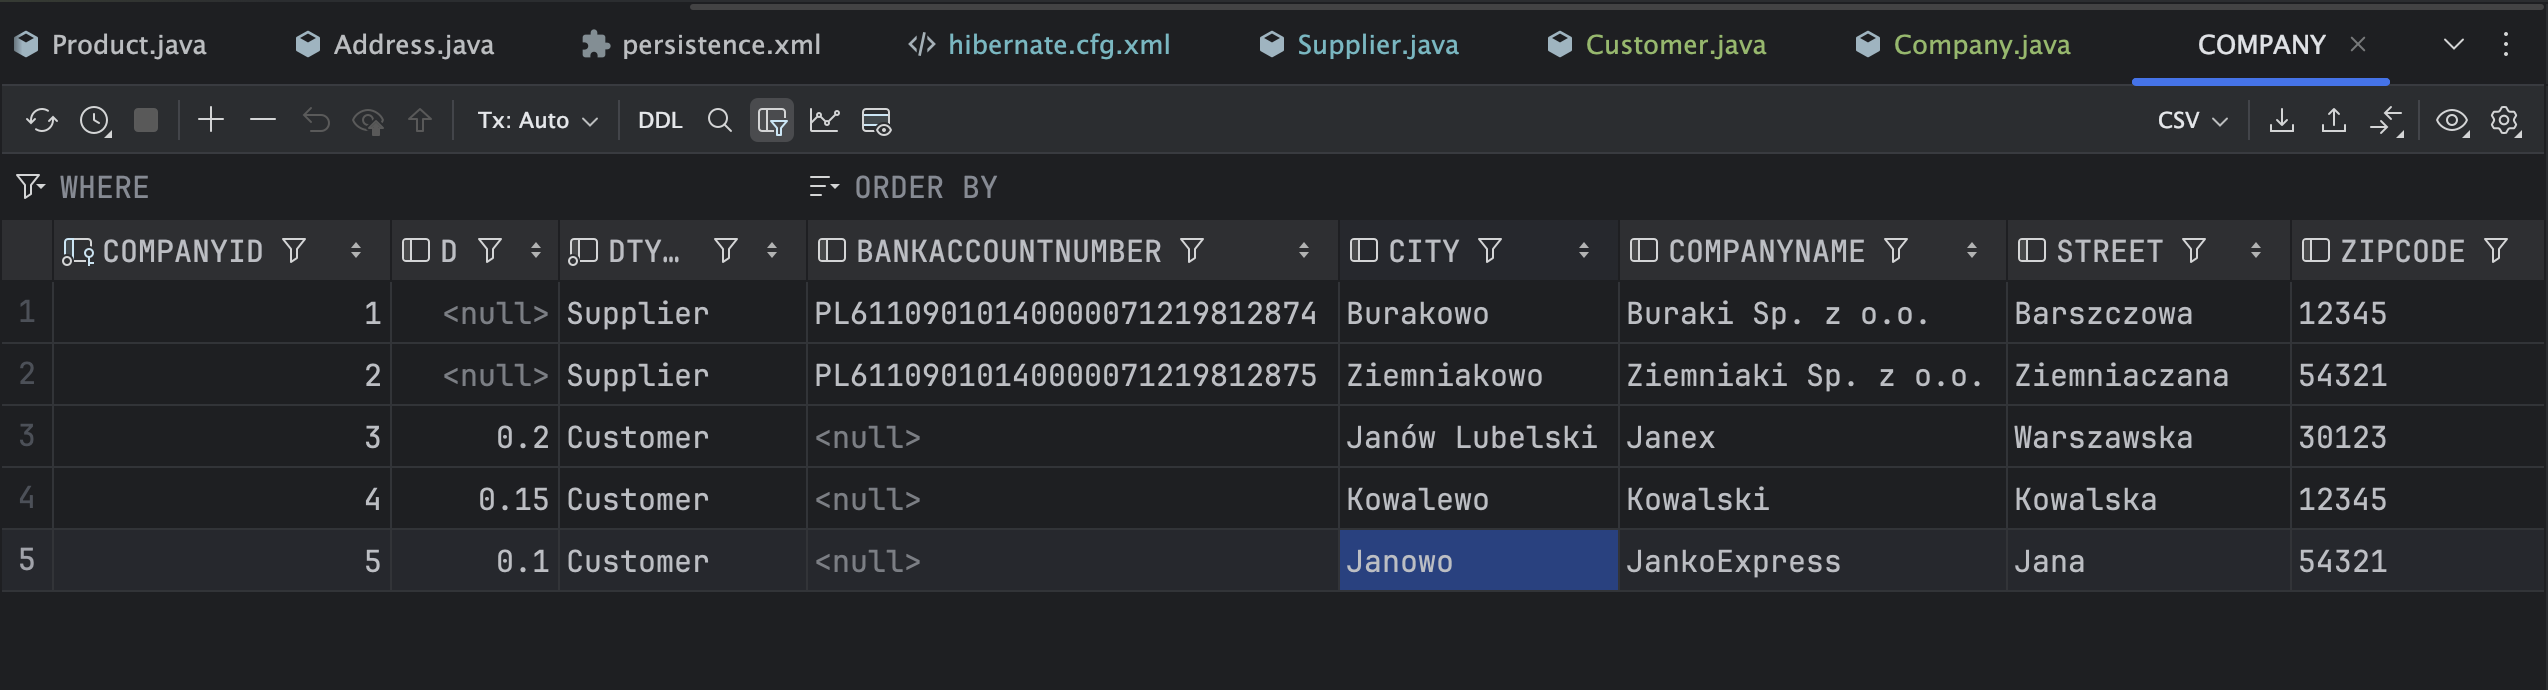 Product.java Address.java persistence.xml </> hibernate.cfg.xml Supplier.java Customer.java Company.java COMPANY
Tx: Auto DDL CSV
WHERE ORDER BY
COMPANYID D DTY... BANKACCOUNTNUMBER CITY COMPANYNAME STREET ZIPCODE
1 1 <null> Supplier PL61109010140000071219812874 Burakowo Buraki Sp. z o.o. Barszczowa 12345
2 2 <null> Supplier PL61109010140000071219812875 Ziemniakowo Ziemniaki Sp. z o.o. Ziemniaczana 54321
3 3 0.2 Customer <null> Janów Lubelski Janex Warszawska 30123
4 4 0.15 Customer <null> Kowalewo Kowalski Kowalska 12345
5 5 0.1 Customer <null> Janowo JankoExpress Jana 54321